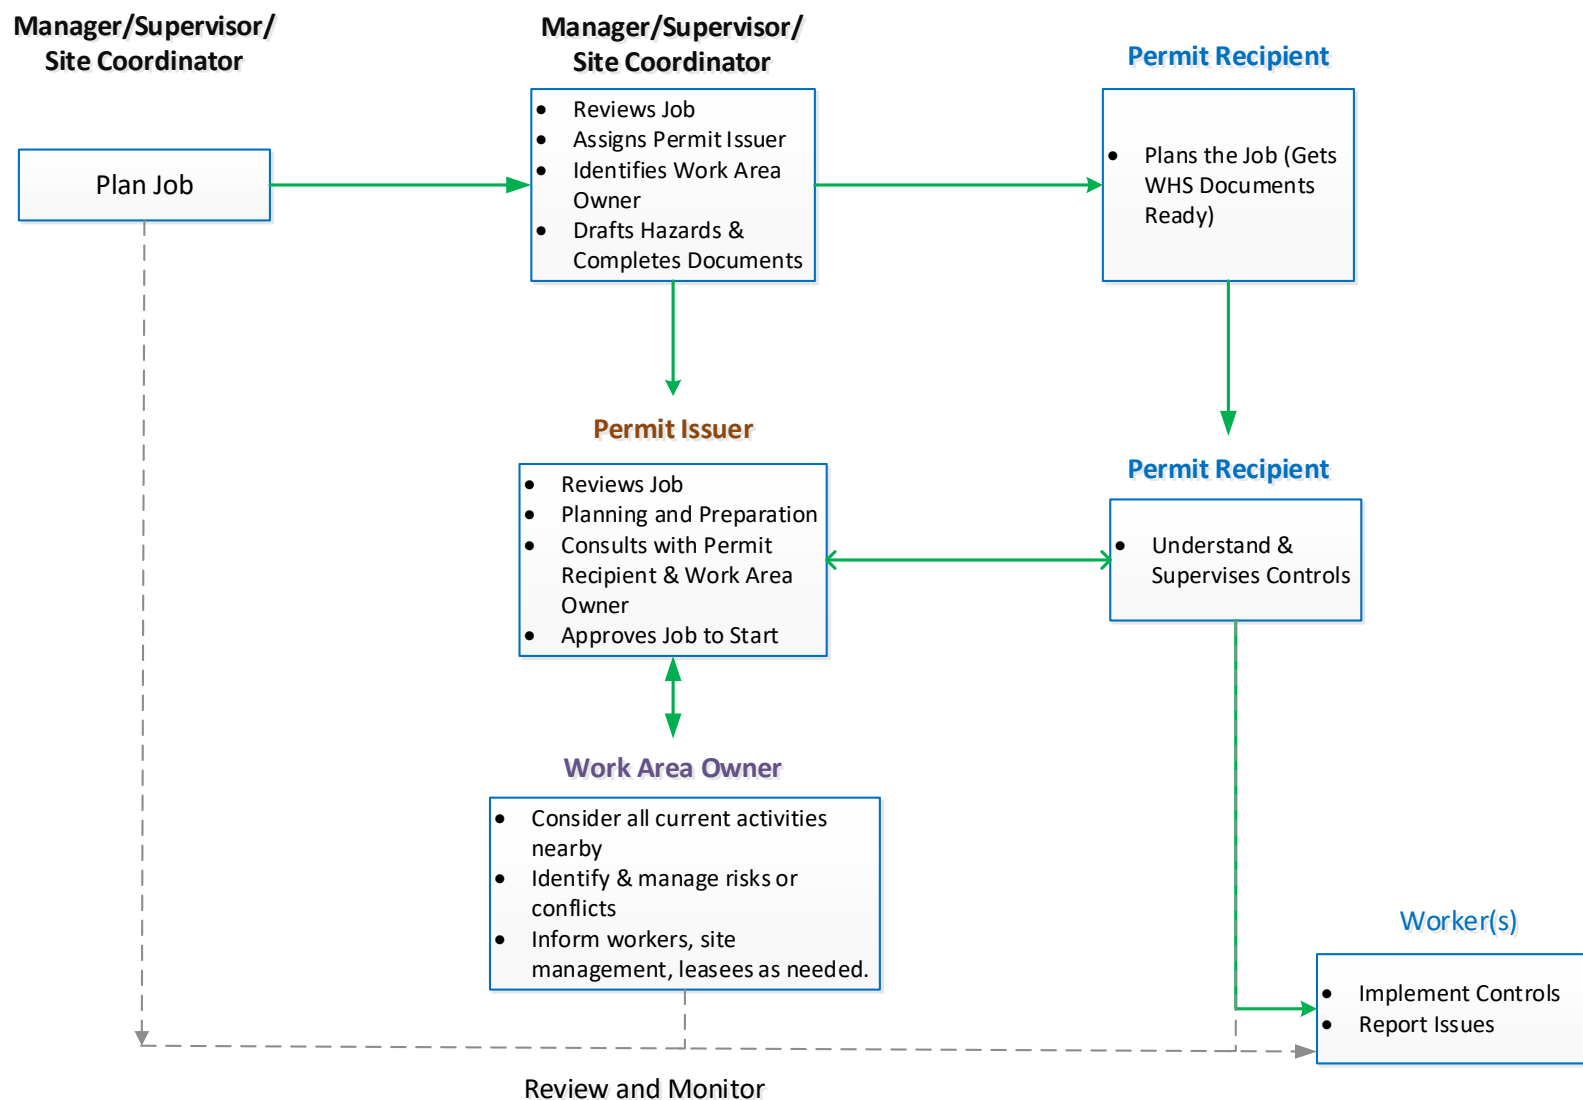 Manager/Supervisor/
Site Coordinator
Plan Job
Manager/Supervisor/
Site Coordinator
• Reviews Job
• Assigns Permit Issuer
• Identifies Work Area
Owner
• Drafts Hazards &
Completes Documents
Permit Recipient
• Plans the Job (Gets
WHS Documents
Ready)
Permit Issuer
• Reviews Job
• Planning and Preparation
• Consults with Permit
Recipient & Work Area
Owner
• Approves Job to Start
Permit Recipient
• Understand &
Supervises Controls
Work Area Owner
• Consider all current activities
nearby
• Identify & manage risks or
conflicts
• Inform workers, site
management, leasees as needed.
Worker(s)
• Implement Controls
• Report Issues
Review and Monitor